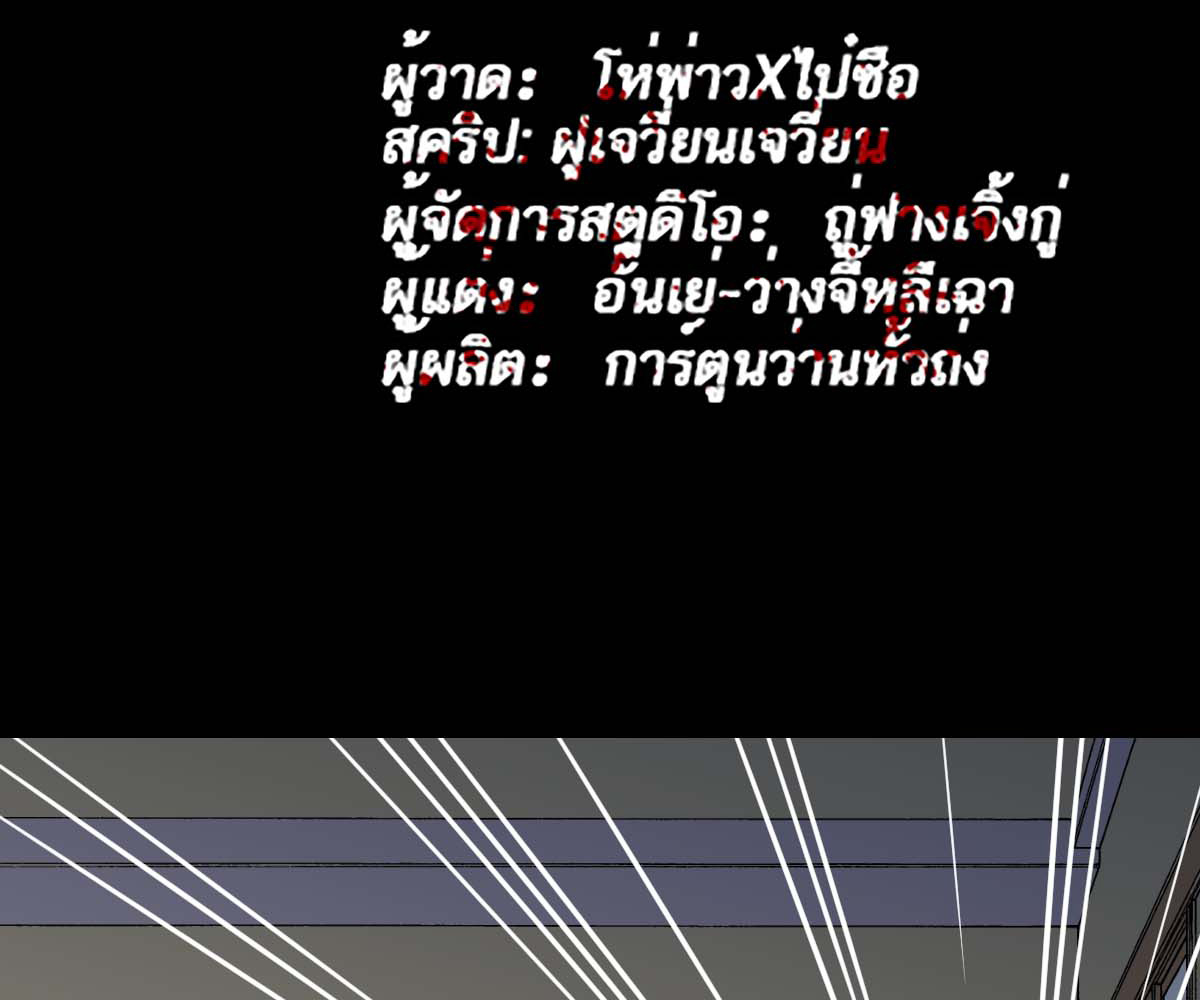 ผู้วาด: โห่พ่าวXไป๋ซือ
สคริป: ฝูเจวี่ยนเจวี่ยน
ผู้จัดการสตูดิโอ: ถู่ฟางเจิ้งกู่
ผู้แต่ง: อ้นเย่-ว่างจี้หลีเฉา
ผู้ผลิต: การ์ตูนว่านทั้วถ่ง